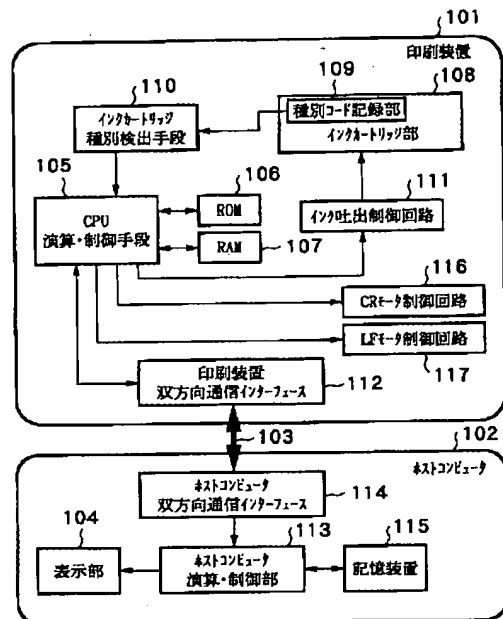 101
印刷装置
110
109
108
インクカートリッジ
種別検出手段
種別コード記録部
インクカートリッジ部
105
106
111
CPU
演算・制御手段
ROM
RAM
107
インク吐出制御回路
116
CRモータ制御回路
LFモータ制御回路
117
印刷装置
双方向通信インターフェース
112
103
102
ホストコンピュータ
ホストコンピュータ
双方向通信インターフェース
114
104
113
115
表示部
ホストコンピュータ
演算・制御部
記憶装置